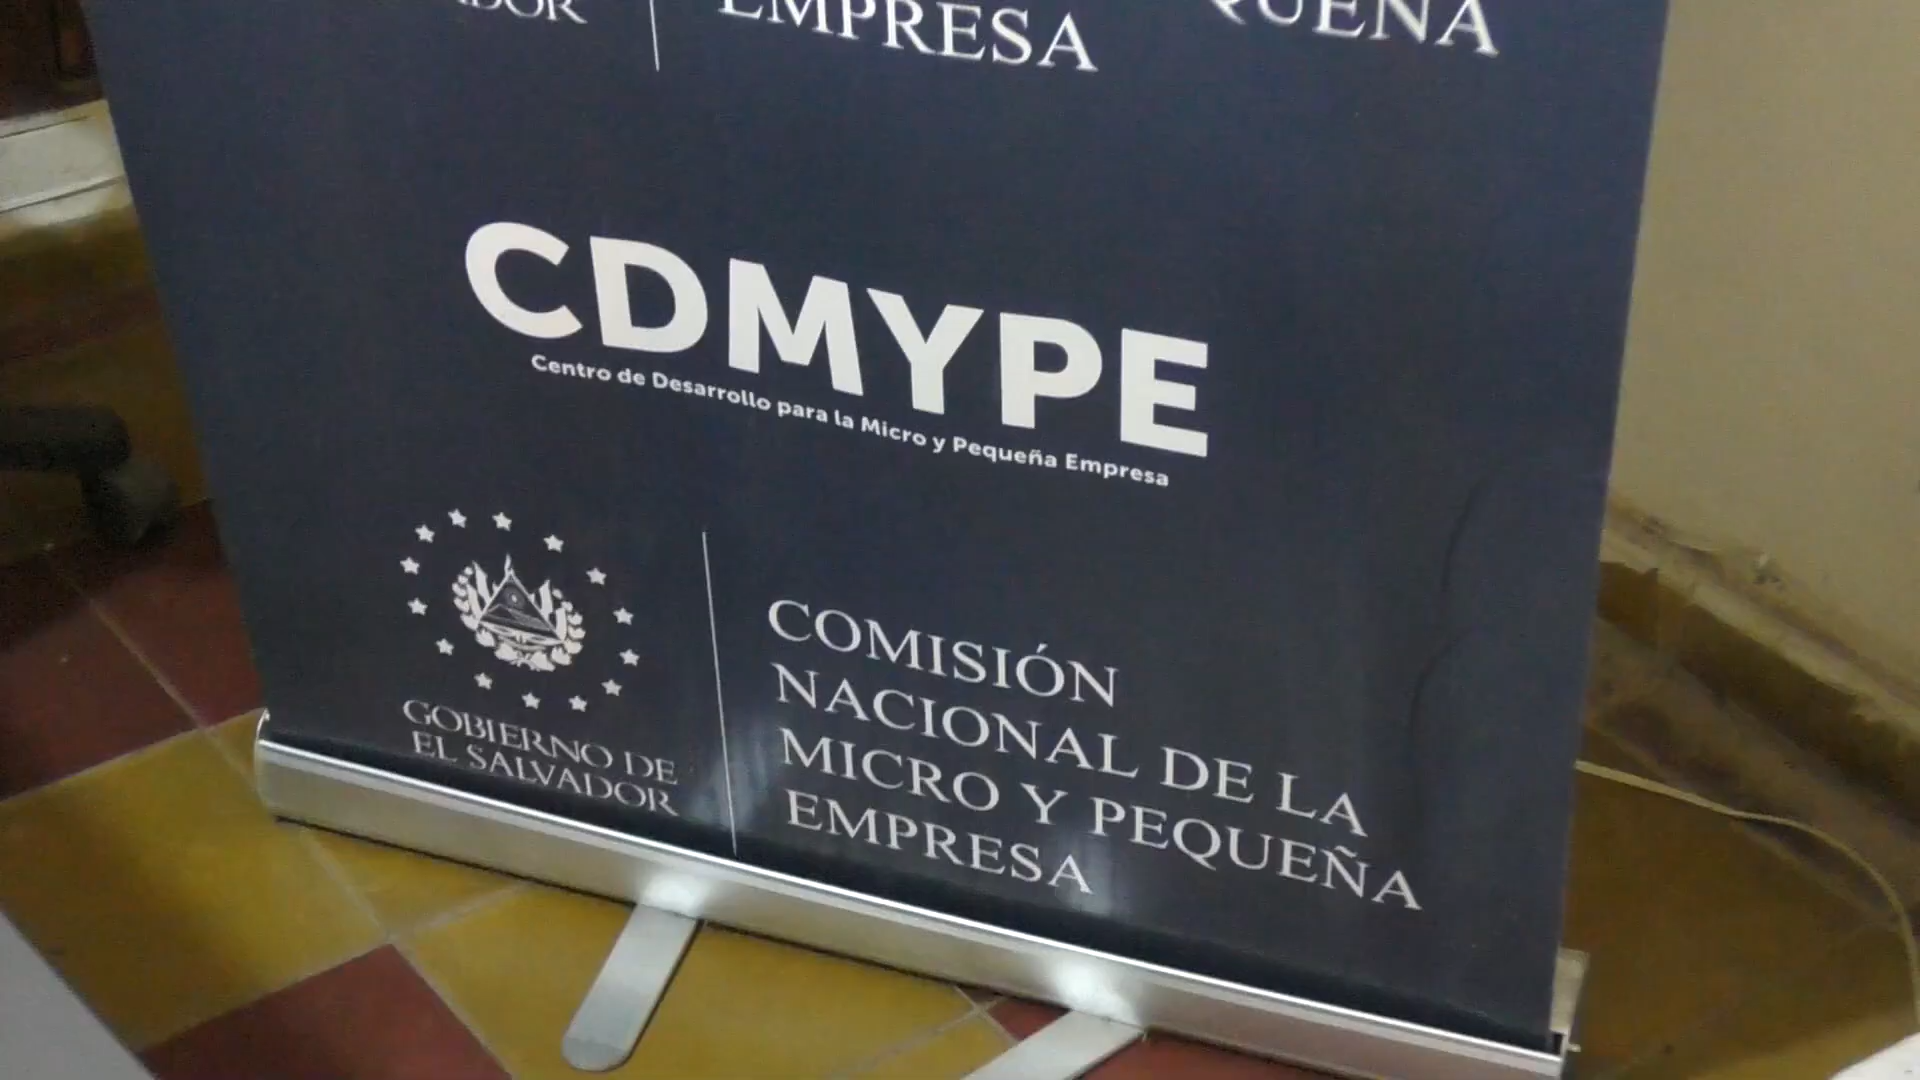 EMPRESA
CDMYPE
Centro de Desarrollo para la Micro y Pequeña Empresa
GOBIERNO DE
EL SALVADOR
COMISIÓN
NACIONAL DE LA
MICRO Y PEQUEÑA
EMPRESA